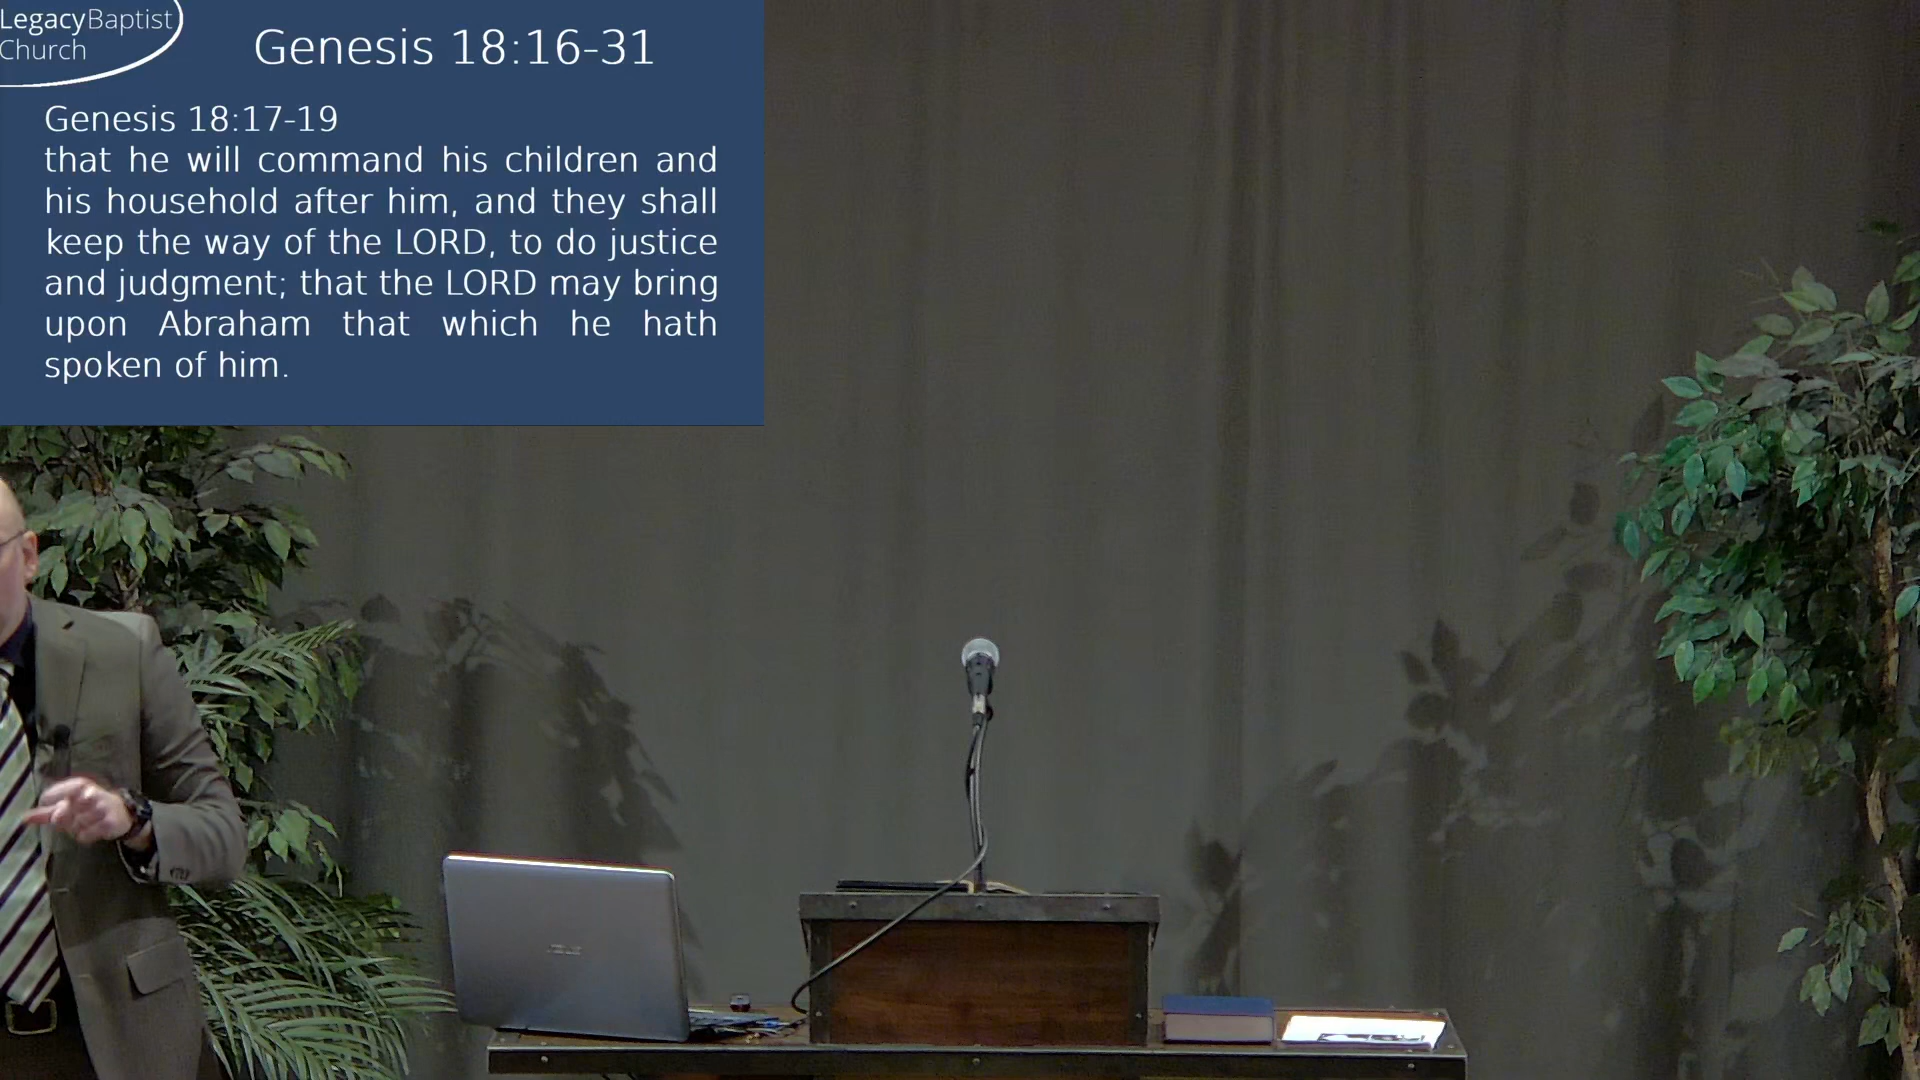 LegacyBaptist
Church
Genesis 18:16-31
Genesis 18:17-19
that he will command his children and
his household after him, and they shall
keep the way of the LORD, to do justice
and judgment; that the LORD may bring
upon Abraham that which he hath
spoken of him.
ASUS